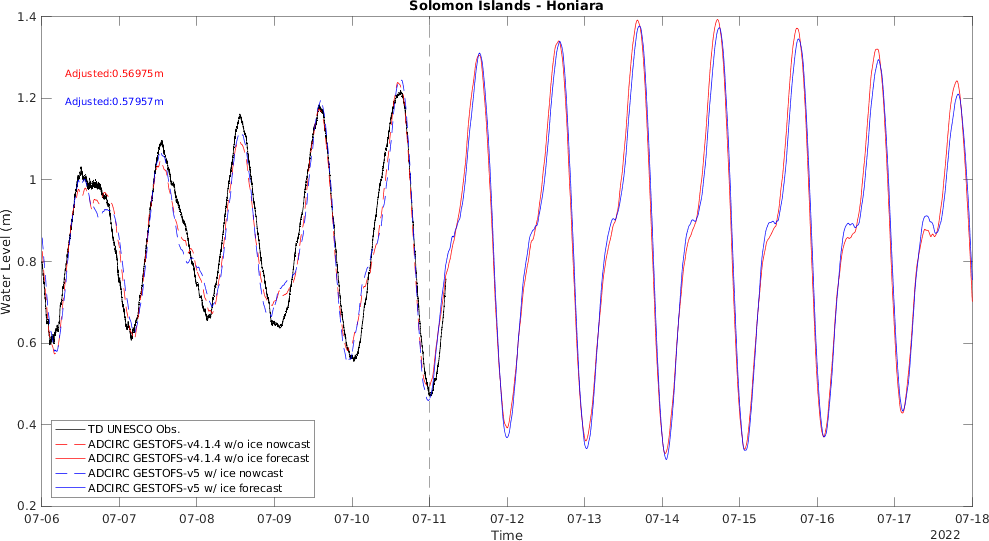 Solomon Islands - Honiara
1.4
1.2
1
0.8
0.6
0.4
0.2
Water Level (m)
Adjusted:0.56975m
Adjusted:0.57957m
TD UNESCO Obs.
ADCIRC GESTOFS-v4.1.4 w/o ice nowcast
ADCIRC GESTOFS-v4.1.4 w/o ice forecast
ADCIRC GESTOFS-v5 w/ ice nowcast
ADCIRC GESTOFS-v5 w/ ice forecast
07-06 07-07 07-08 07-09 07-10 07-11 07-12 07-13 07-14 07-15 07-16 07-17 07-18
Time
2022